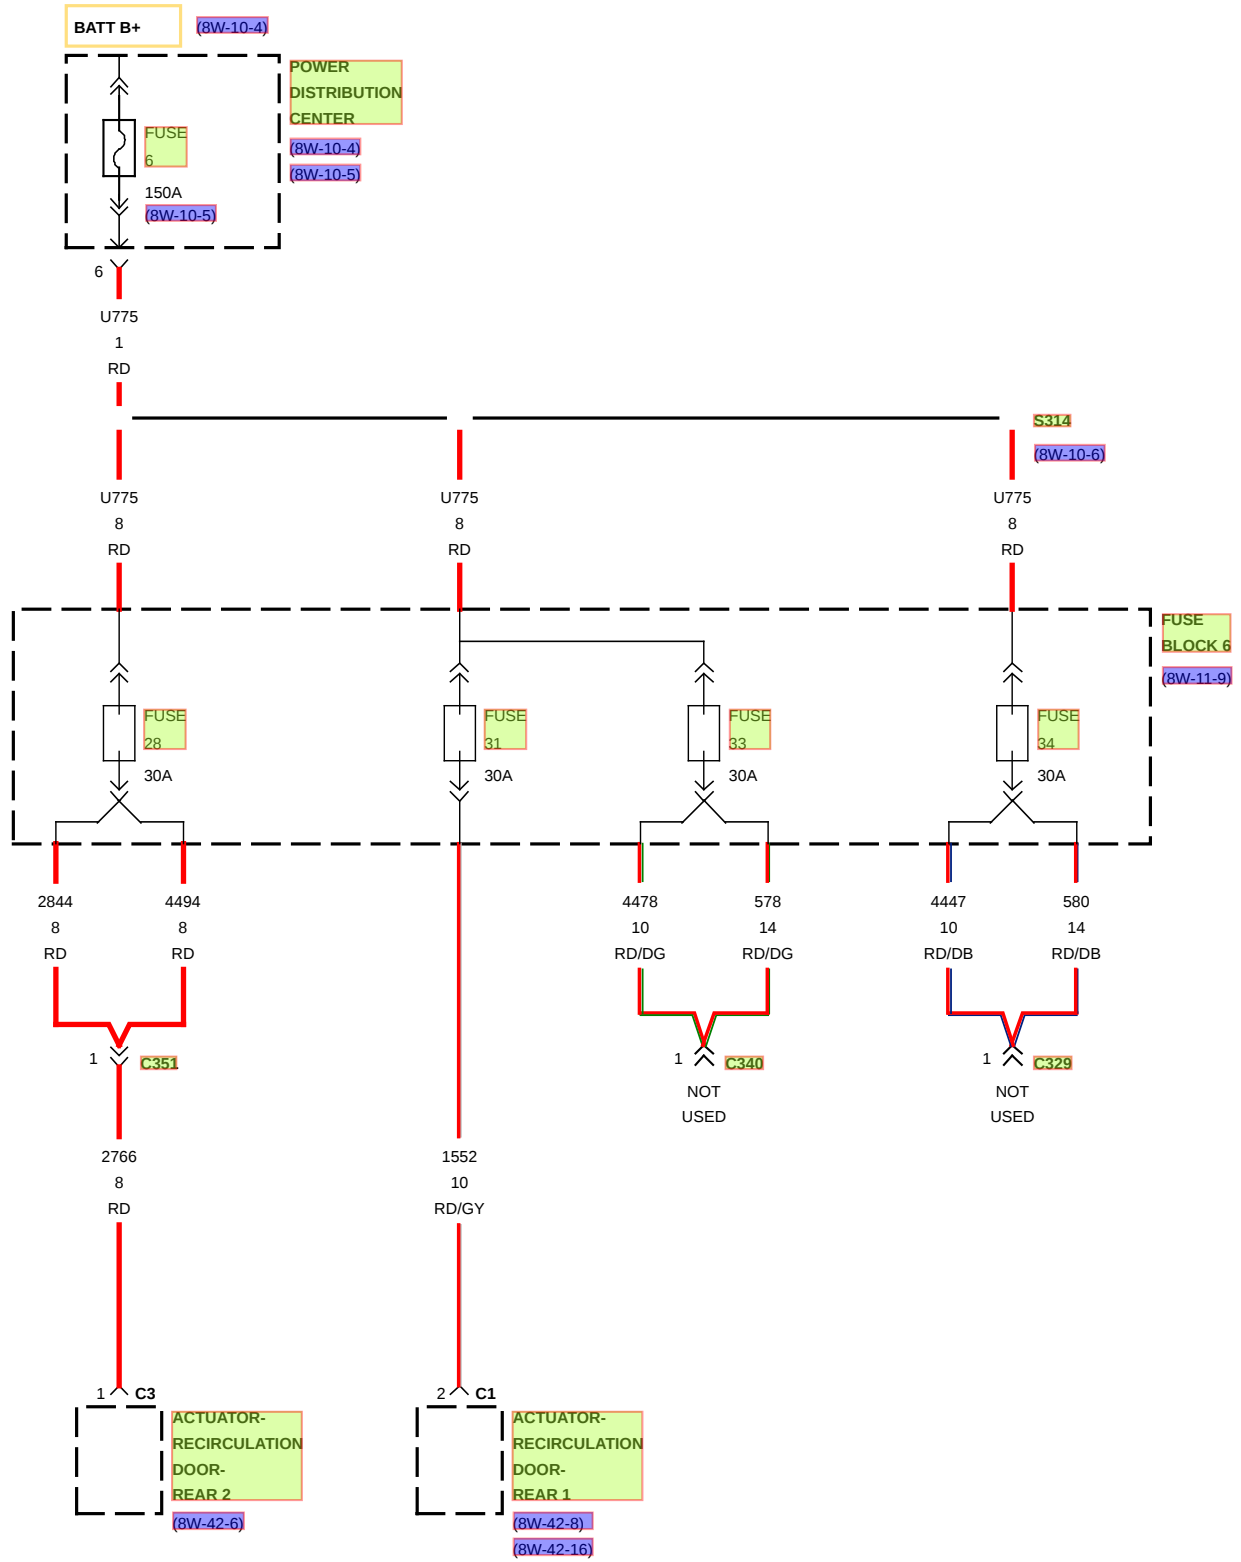 BATT B+
(8W-10-4)
POWER
DISTRIBUTION
CENTER
(8W-10-4)
(8W-10-5)
FUSE
6
150A
(8W-10-5)
6
U775
1
RD
S314
(8W-10-6)
U775
8
RD
U775
8
RD
U775
8
RD
FUSE
BLOCK 6
(8W-11-9)
FUSE
28
30A
FUSE
31
30A
FUSE
33
30A
FUSE
34
30A
2844
8
RD
4494
8
RD
4478
10
RD/DG
578
14
RD/DG
4447
10
RD/DB
580
14
RD/DB
1
C351
1
C340
NOT
USED
1
C329
NOT
USED
2766
8
RD
1552
10
RD/GY
1
C3
ACTUATOR-
RECIRCULATION
DOOR-
REAR 2
(8W-42-6)
2
C1
ACTUATOR-
RECIRCULATION
DOOR-
REAR 1
(8W-42-8)
(8W-42-16)